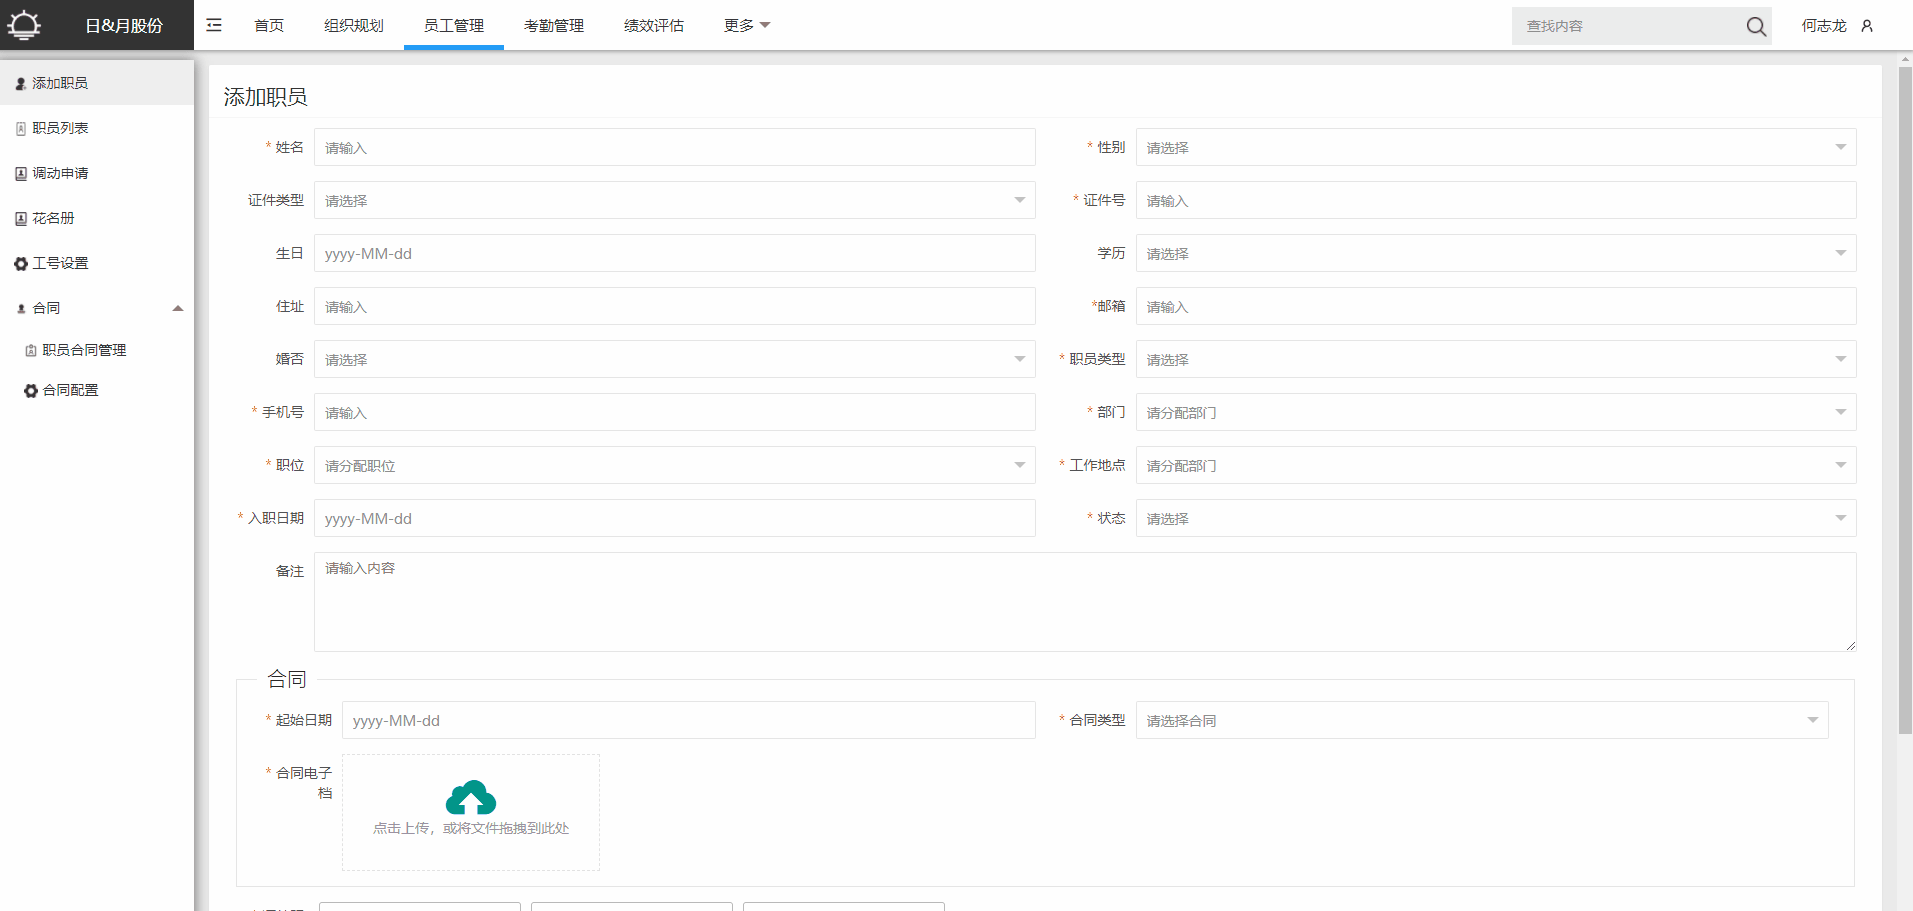 日&月股份
首页
组织规划
员工管理
考勤管理
绩效评估
更多
查找内容
何志龙
添加职员
职员列表
调动申请
花名册
工号设置
合同
职员合同管理
合同配置
添加职员
* 姓名
请输入
* 性别
请选择
证件类型
请选择
* 证件号
请输入
生日
yyyy-MM-dd
学历
请选择
住址
请输入
*邮箱
请输入
婚否
请选择
* 职员类型
请选择
* 手机号
请输入
* 部门
请分配部门
* 职位
请分配职位
* 工作地点
请分配部门
* 入职日期
yyyy-MM-dd
* 状态
请选择
备注
请输入内容
合同
* 起始日期
yyyy-MM-dd
* 合同类型
请选择合同
* 合同电子
档
点击上传，或将文件拖拽到此处